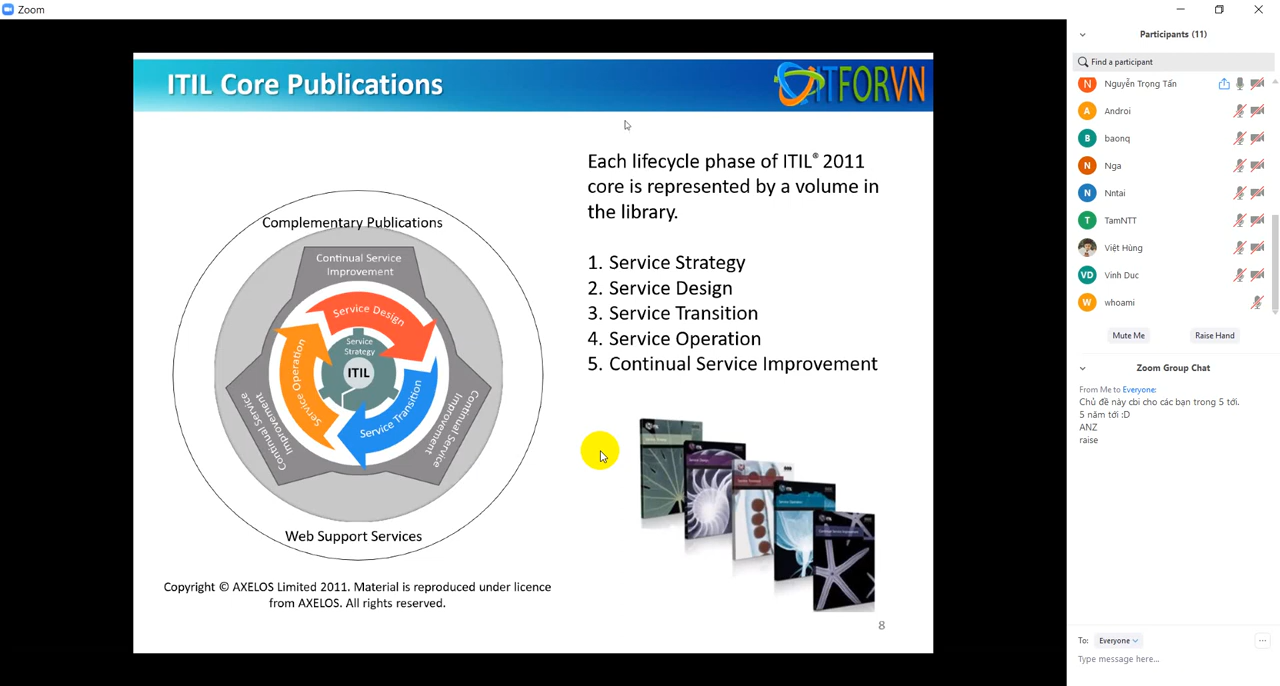 Zoom
ITIL Core Publications
ITFORVN
Each lifecycle phase of ITIL® 2011
core is represented by a volume in
the library.
1. Service Strategy
2. Service Design
3. Service Transition
4. Service Operation
5. Continual Service Improvement
Complementary Publications
Continual Service
Improvement
Service Design
Service
Strategy
ITIL
Service Operation
Service Transition
Continual Service
Improvement
Continual Service
Improvement
Web Support Services
Copyright © AXELOS Limited 2011. Material is reproduced under licence
from AXELOS. All rights reserved.
8
Participants (11)
Find a participant
N Nguyễn Trọng Tấn
A Androi
B baonq
N Nga
N Nntai
T TamNTT
Việt Hùng
VD Vinh Duc
W whoami
Mute Me
Raise Hand
Zoom Group Chat
From Me to Everyone:
Chủ đề này cbi cho các bạn trong 5 tới.
5 năm tới :D
ANZ
raise
To: Everyone
Type message here...